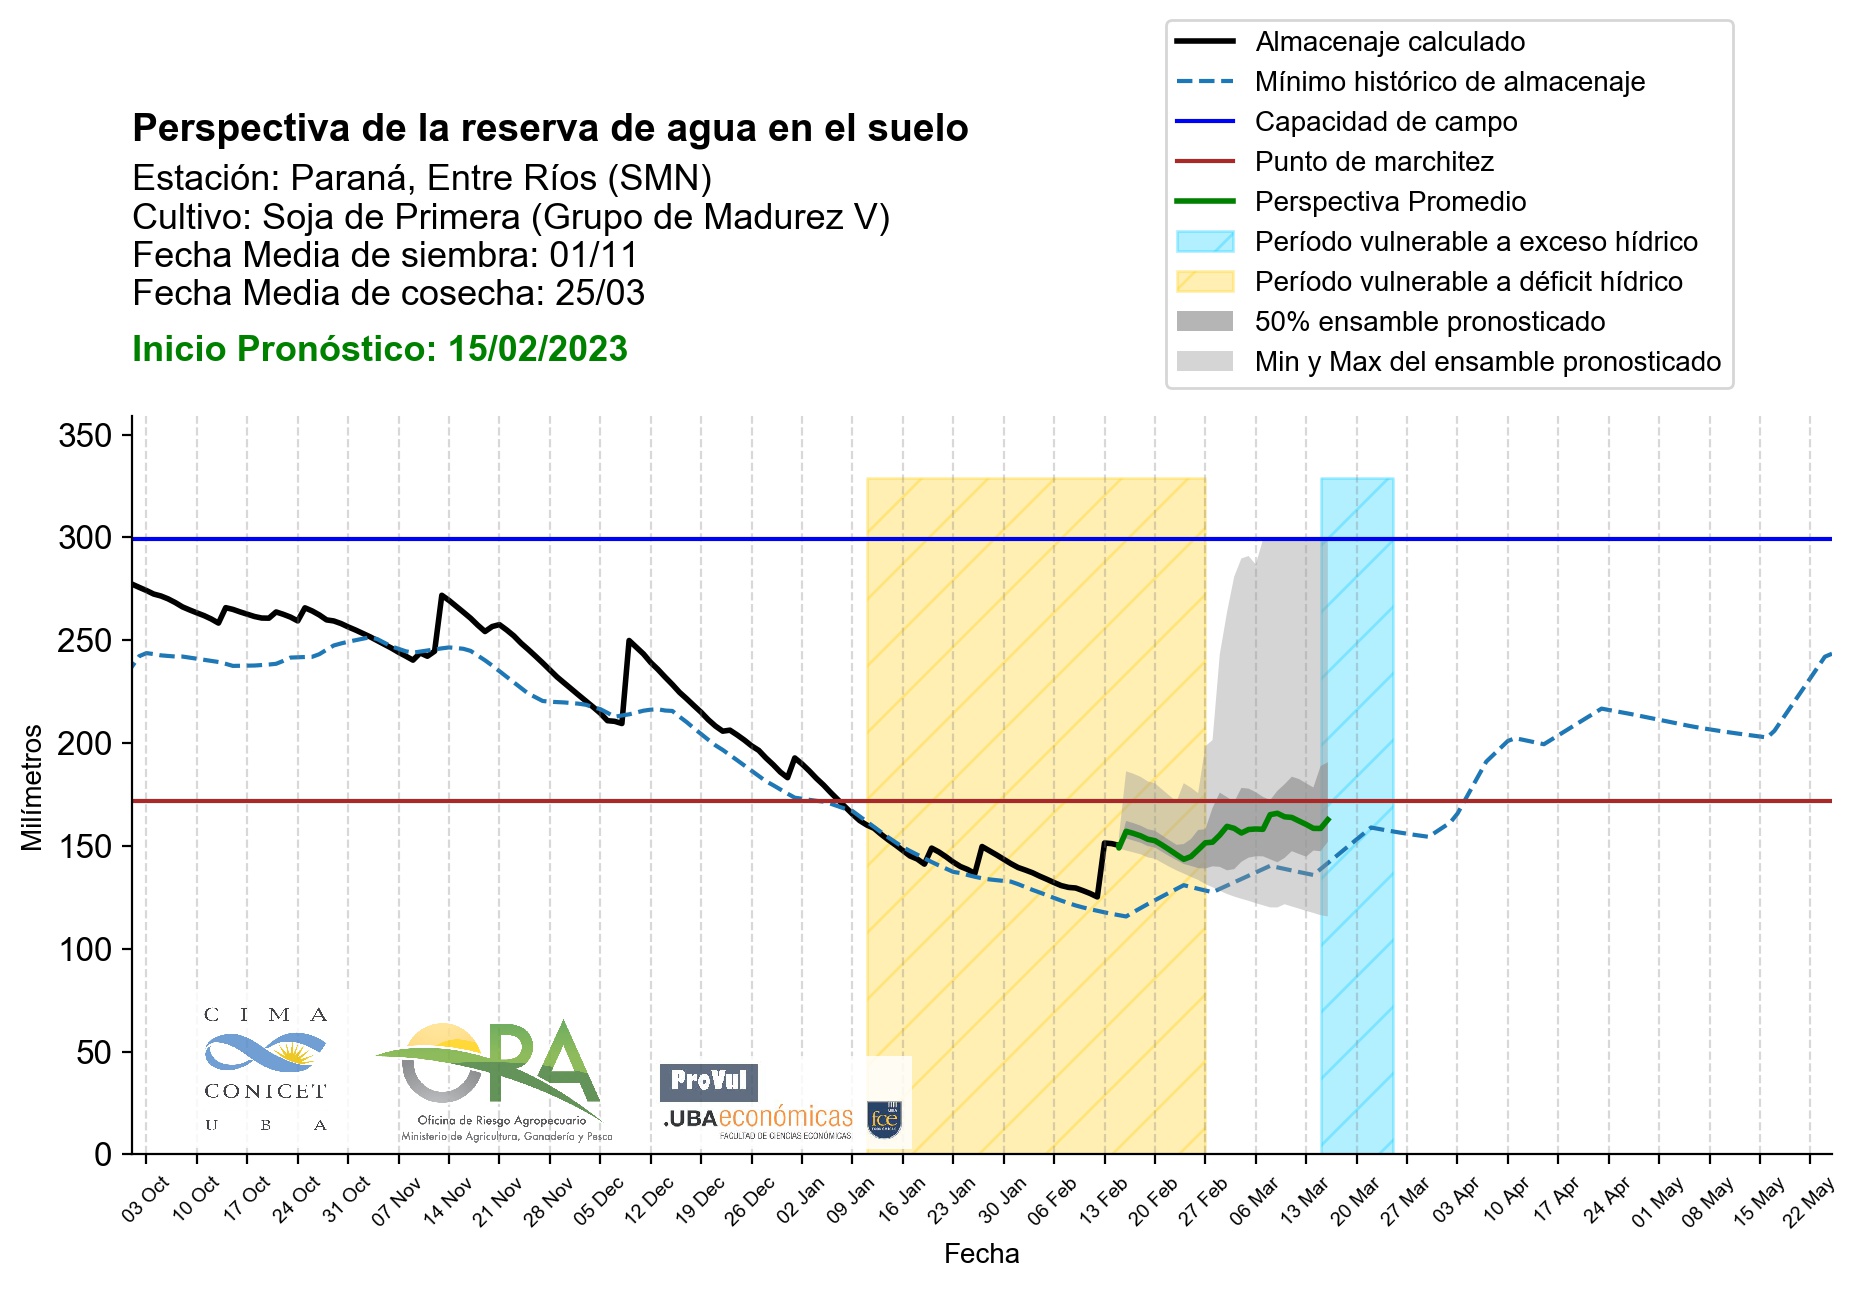 Almacenaje calculado
Mínimo histórico de almacenaje
Capacidad de campo
Punto de marchitez
Perspectiva Promedio
Período vulnerable a exceso hídrico
Período vulnerable a déficit hídrico
50% ensamble pronosticado
Min y Max del ensamble pronosticado
Perspectiva de la reserva de agua en el suelo
Estación: Paraná, Entre Ríos (SMN)
Cultivo: Soja de Primera (Grupo de Madurez V)
Fecha Media de siembra: 01/11
Fecha Media de cosecha: 25/03
Inicio Pronóstico: 15/02/2023
Milímetros
350
300
250
200
150
100
50
0
CIMA
CONICET
UBA
ORA
Oficina de Riesgo Agropecuario
Ministerio de Agricultura, Ganadería y Pesca
ProVul
.UBAeconómicas
FACULTAD DE CIENCIAS ECONÓMICAS
UBA
fce
ECONÓMICAS
03 Oct
10 Oct
17 Oct
24 Oct
31 Oct
07 Nov
14 Nov
21 Nov
28 Nov
05 Dec
12 Dec
19 Dec
26 Dec
02 Jan
09 Jan
16 Jan
23 Jan
30 Jan
06 Feb
13 Feb
20 Feb
27 Feb
06 Mar
13 Mar
20 Mar
27 Mar
03 Apr
10 Apr
17 Apr
24 Apr
01 May
08 May
15 May
22 May
Fecha